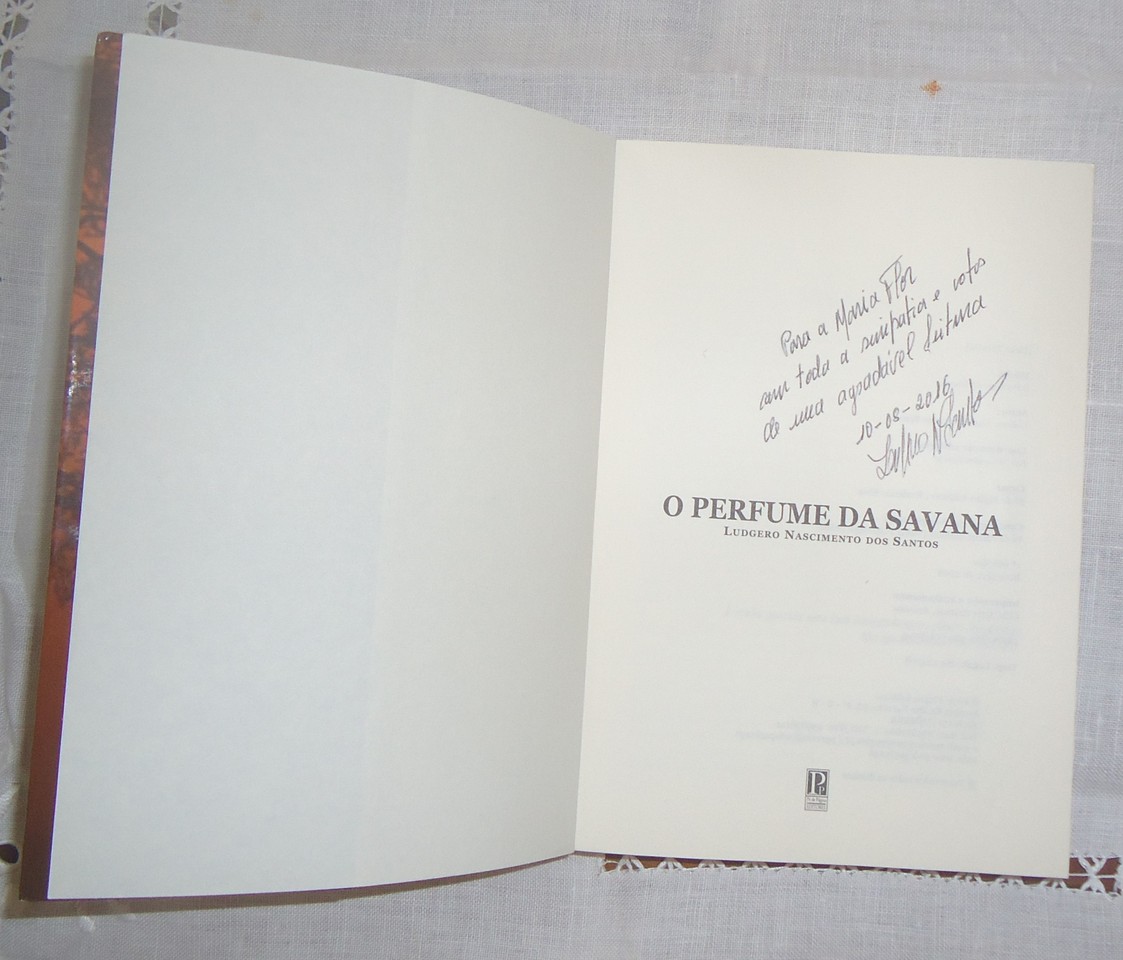 Para a Maria Flor
com toda a simpatia e votos
de uma agradável leitura
10-08-2016
O PERFUME DA SAVANA
LUDGERO NASCIMENTO DOS SANTOS